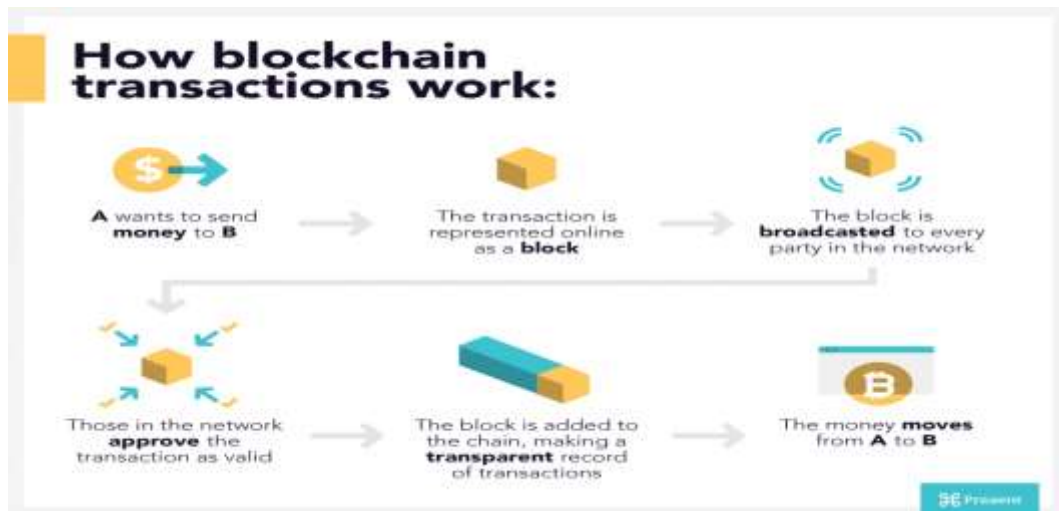 How blockchain
transactions work:
$
A wants to send
money to B
The transaction is
represented online
as a block
The block is
broadcasted to every
party in the network
Those in the network
approve the
transaction as valid
The block is added to
the chain, making a
transparent record
of transactions
B
The money moves
from A to B